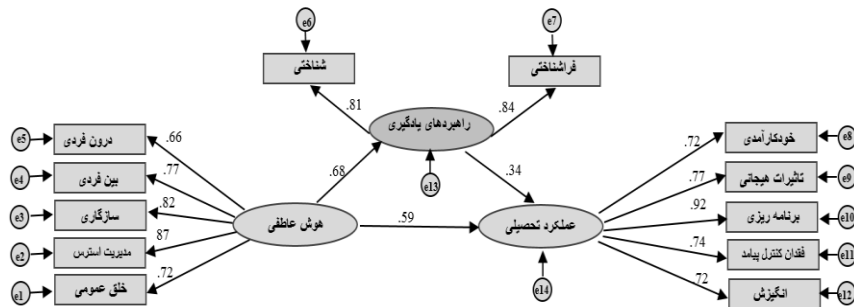 e6
e7
شناختی
فراشناختی
.81
.84
راهبردهای یادگیری
e5
درون فردی
.66
.72
خودکارآمدی
e8
e4
بین فردی
.77
.68
e13
.34
.77
تاثیرات هیجانی
e9
e3
سازگاری
.82
هوش عاطفی
.59
عملکرد تحصیلی
.92
برنامه ریزی
e10
e2
مدیریت استرس
87
.74
فقدان کنترل پیامد
e11
e1
خلق عمومی
.72
e14
.72
انگیزش
e12